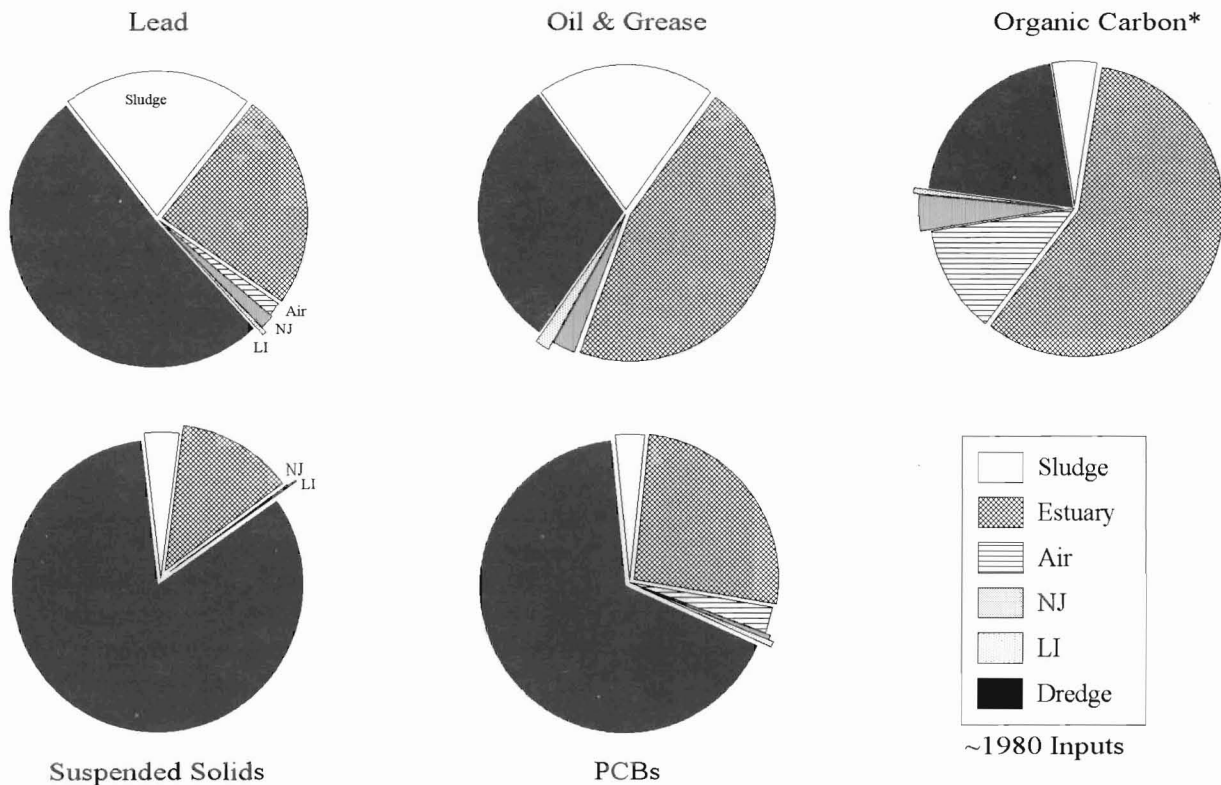 Lead
Oil & Grease
Organic Carbon*
Sludge
Air
NJ
LI
NJ
LI
Sludge
Estuary
Air
NJ
LI
Dredge
~1980 Inputs
Suspended Solids
PCBs